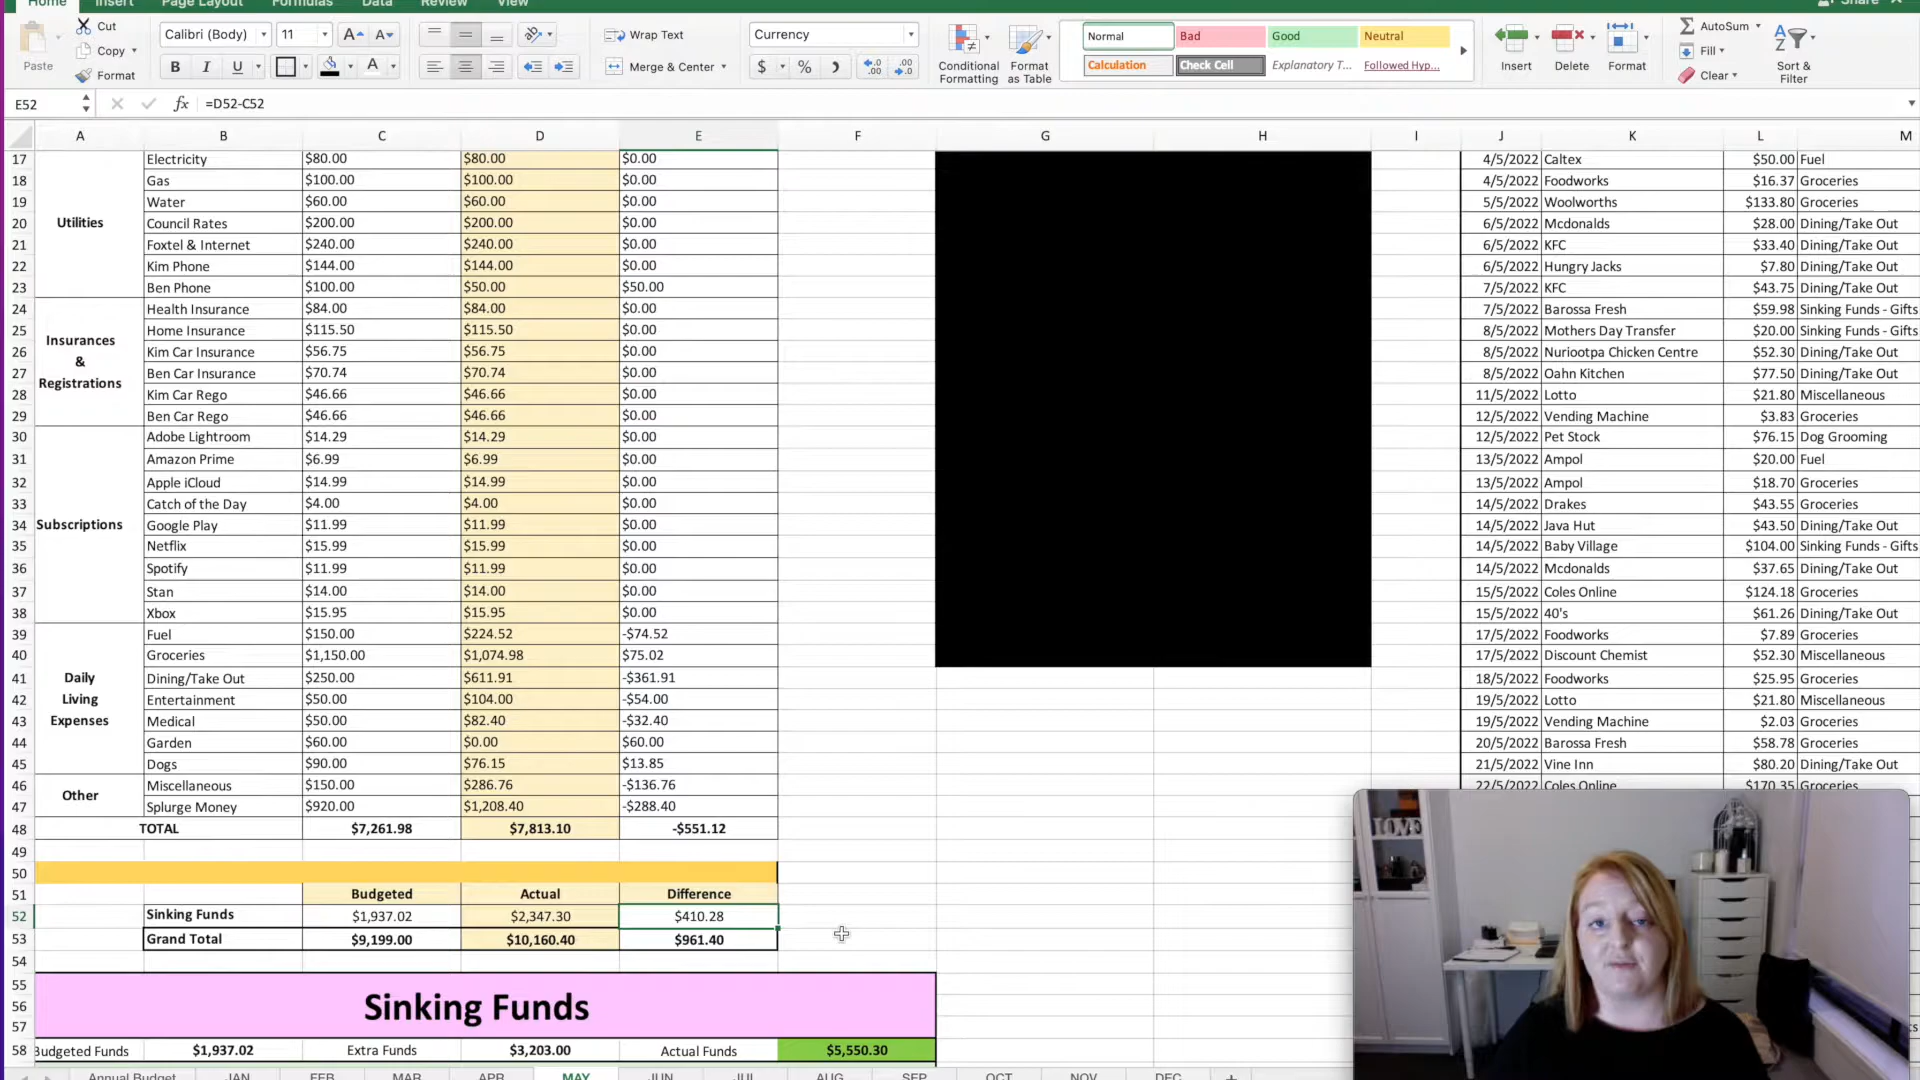 Home Insert Page Layout Formulas Data Review View Share
Cut Calibri (Body) 11 A A Wrap Text Currency Normal Bad Good Neutral AutoSum
Copy Fill
Paste Format B I U A Merge & Center $ % Conditional Formatting Format as Table Calculation Check Cell Explanatory T... Followed Hyp... Insert Delete Format Clear Sort & Filter
E52 fx =D52-C52
A B C D E F G H I J K L M
17 Electricity $80.00 $80.00 $0.00 4/5/2022 Caltex $50.00 Fuel
18 Gas $100.00 $100.00 $0.00 4/5/2022 Foodworks $16.37 Groceries
19 Water $60.00 $60.00 $0.00 5/5/2022 Woolworths $133.80 Groceries
20 Utilities Council Rates $200.00 $200.00 $0.00 6/5/2022 Mcdonalds $28.00 Dining/Take Out
21 Foxtel & Internet $240.00 $240.00 $0.00 6/5/2022 KFC $33.40 Dining/Take Out
22 Kim Phone $144.00 $144.00 $0.00 6/5/2022 Hungry Jacks $7.80 Dining/Take Out
23 Ben Phone $100.00 $50.00 $50.00 7/5/2022 KFC $43.75 Dining/Take Out
24 Health Insurance $84.00 $84.00 $0.00 7/5/2022 Barossa Fresh $59.98 Sinking Funds - Gifts
25 Insurances Home Insurance $115.50 $115.50 $0.00 8/5/2022 Mothers Day Transfer $20.00 Sinking Funds - Gifts
26 & Kim Car Insurance $56.75 $56.75 $0.00 8/5/2022 Nuriootpa Chicken Centre $52.30 Dining/Take Out
27 Registrations Ben Car Insurance $70.74 $70.74 $0.00 8/5/2022 Oahn Kitchen $77.50 Dining/Take Out
28 Kim Car Rego $46.66 $46.66 $0.00 11/5/2022 Lotto $21.80 Miscellaneous
29 Ben Car Rego $46.66 $46.66 $0.00 12/5/2022 Vending Machine $3.83 Groceries
30 Adobe Lightroom $14.29 $14.29 $0.00 12/5/2022 Pet Stock $76.15 Dog Grooming
31 Amazon Prime $6.99 $6.99 $0.00 13/5/2022 Ampol $20.00 Fuel
32 Apple iCloud $14.99 $14.99 $0.00 13/5/2022 Ampol $18.70 Groceries
33 Catch of the Day $4.00 $4.00 $0.00 14/5/2022 Drakes $43.55 Groceries
34 Subscriptions Google Play $11.99 $11.99 $0.00 14/5/2022 Java Hut $43.50 Dining/Take Out
35 Netflix $15.99 $15.99 $0.00 14/5/2022 Baby Village $104.00 Sinking Funds - Gifts
36 Spotify $11.99 $11.99 $0.00 14/5/2022 Mcdonalds $37.65 Dining/Take Out
37 Stan $14.00 $14.00 $0.00 15/5/2022 Coles Online $124.18 Groceries
38 Xbox $15.95 $15.95 $0.00 15/5/2022 40's $61.26 Dining/Take Out
39 Fuel $150.00 $224.52 -$74.52 17/5/2022 Foodworks $7.89 Groceries
40 Groceries $1,150.00 $1,074.98 $75.02 17/5/2022 Discount Chemist $52.30 Miscellaneous
41 Daily Dining/Take Out $250.00 $611.91 -$361.91 18/5/2022 Foodworks $25.95 Groceries
42 Living Entertainment $50.00 $104.00 -$54.00 19/5/2022 Lotto $21.80 Miscellaneous
43 Expenses Medical $50.00 $82.40 -$32.40 19/5/2022 Vending Machine $2.03 Groceries
44 Garden $60.00 $0.00 $60.00 20/5/2022 Barossa Fresh $58.78 Groceries
45 Dogs $90.00 $76.15 $13.85 21/5/2022 Vine Inn $80.20 Dining/Take Out
46 Other Miscellaneous $150.00 $286.76 -$136.76 22/5/2022 Coles Online $170.35 Groceries
47 Splurge Money $920.00 $1,208.40 -$288.40
48 TOTAL $7,261.98 $7,813.10 -$551.12
49
50
51 Budgeted Actual Difference
52 Sinking Funds $1,937.02 $2,347.30 $410.28
53 Grand Total $9,199.00 $10,160.40 $961.40
54
55
56 Sinking Funds
57
58 Budgeted Funds $1,937.02 Extra Funds $3,203.00 Actual Funds $5,550.30
Annual Budget JAN FEB MAR APR MAY JUN JUL AUG SEP OCT NOV DEC +
LOVE